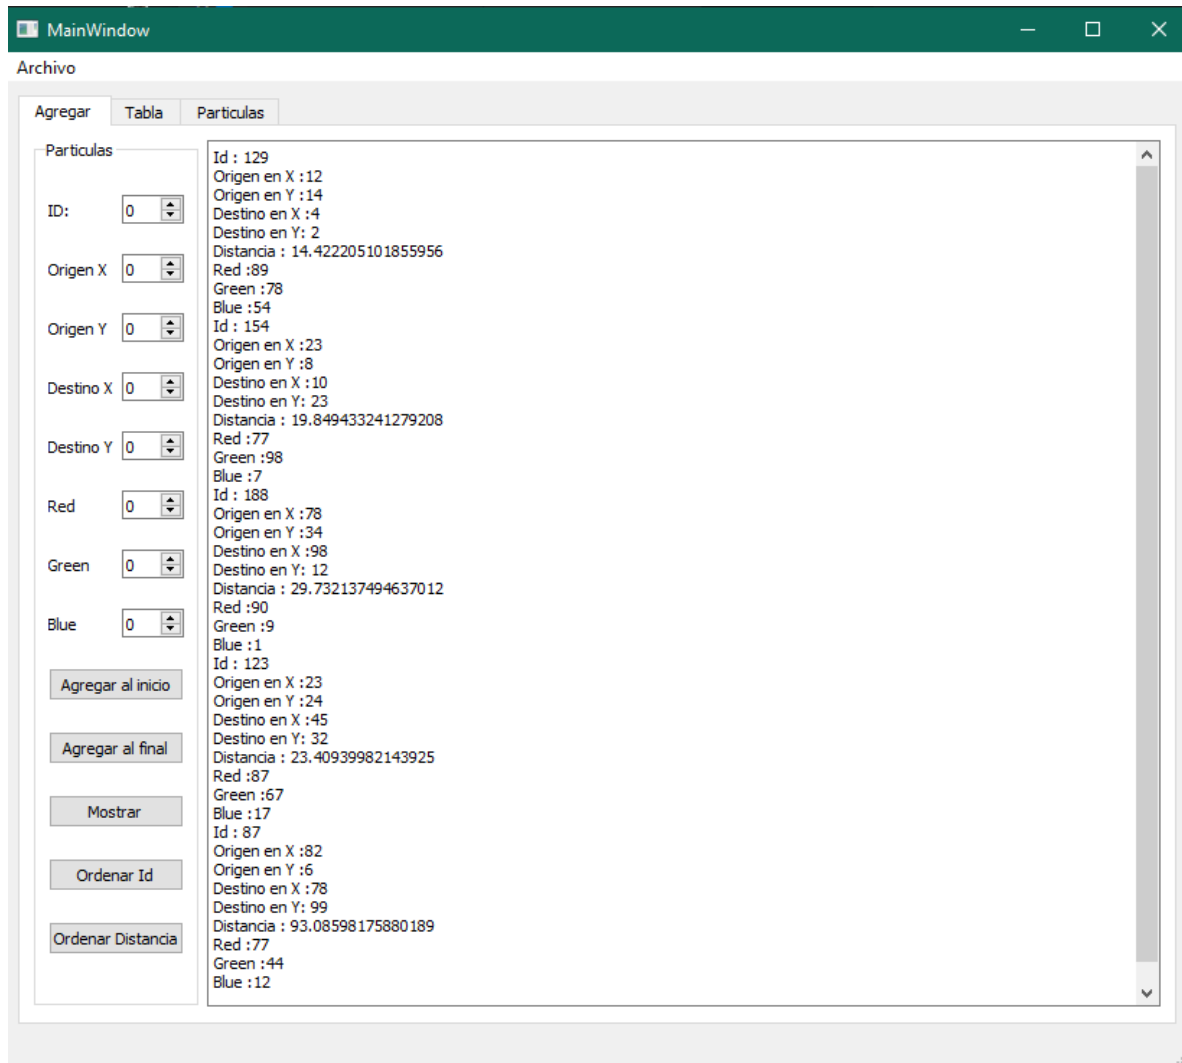 MainWindow
Archivo
Agregar Tabla Particulas
Particulas
ID: 0
Origen X 0
Origen Y 0
Destino X 0
Destino Y 0
Red 0
Green 0
Blue 0
Agregar al inicio
Agregar al final
Mostrar
Ordenar Id
Ordenar Distancia
Id : 129
Origen en X :12
Origen en Y :14
Destino en X :4
Destino en Y: 2
Distancia : 14.422205101855956
Red :89
Green :78
Blue :54
Id : 154
Origen en X :23
Origen en Y :8
Destino en X :10
Destino en Y: 23
Distancia : 19.849433241279208
Red :77
Green :98
Blue :7
Id : 188
Origen en X :78
Origen en Y :34
Destino en X :98
Destino en Y: 12
Distancia : 29.732137494637012
Red :90
Green :9
Blue :1
Id : 123
Origen en X :23
Origen en Y :24
Destino en X :45
Destino en Y: 32
Distancia : 23.40939982143925
Red :87
Green :67
Blue :17
Id : 87
Origen en X :82
Origen en Y :6
Destino en X :78
Destino en Y: 99
Distancia : 93.08598175880189
Red :77
Green :44
Blue :12